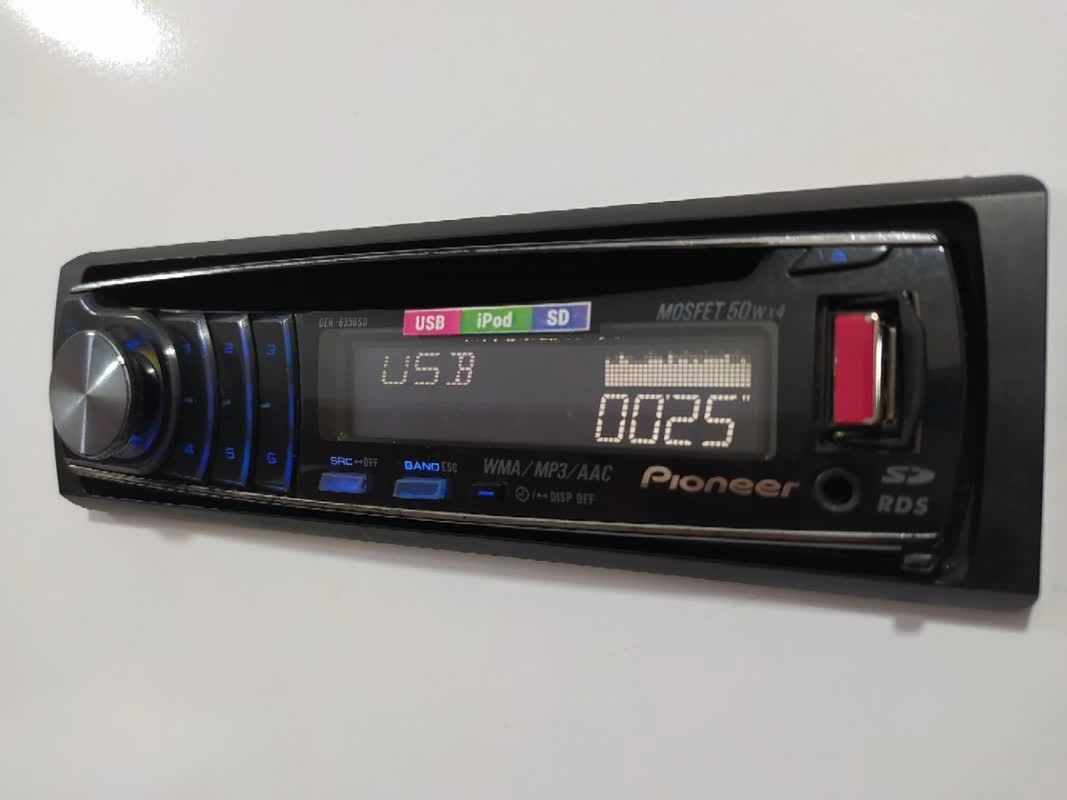 DEH-6350SD
USB iPod SD
MOSFET 50W x4
USB
0025"
1 2 3
4 5 6
SRC OFF
BAND ESC
WMA/MP3/AAC
DISP OFF
Pioneer
SD
RDS